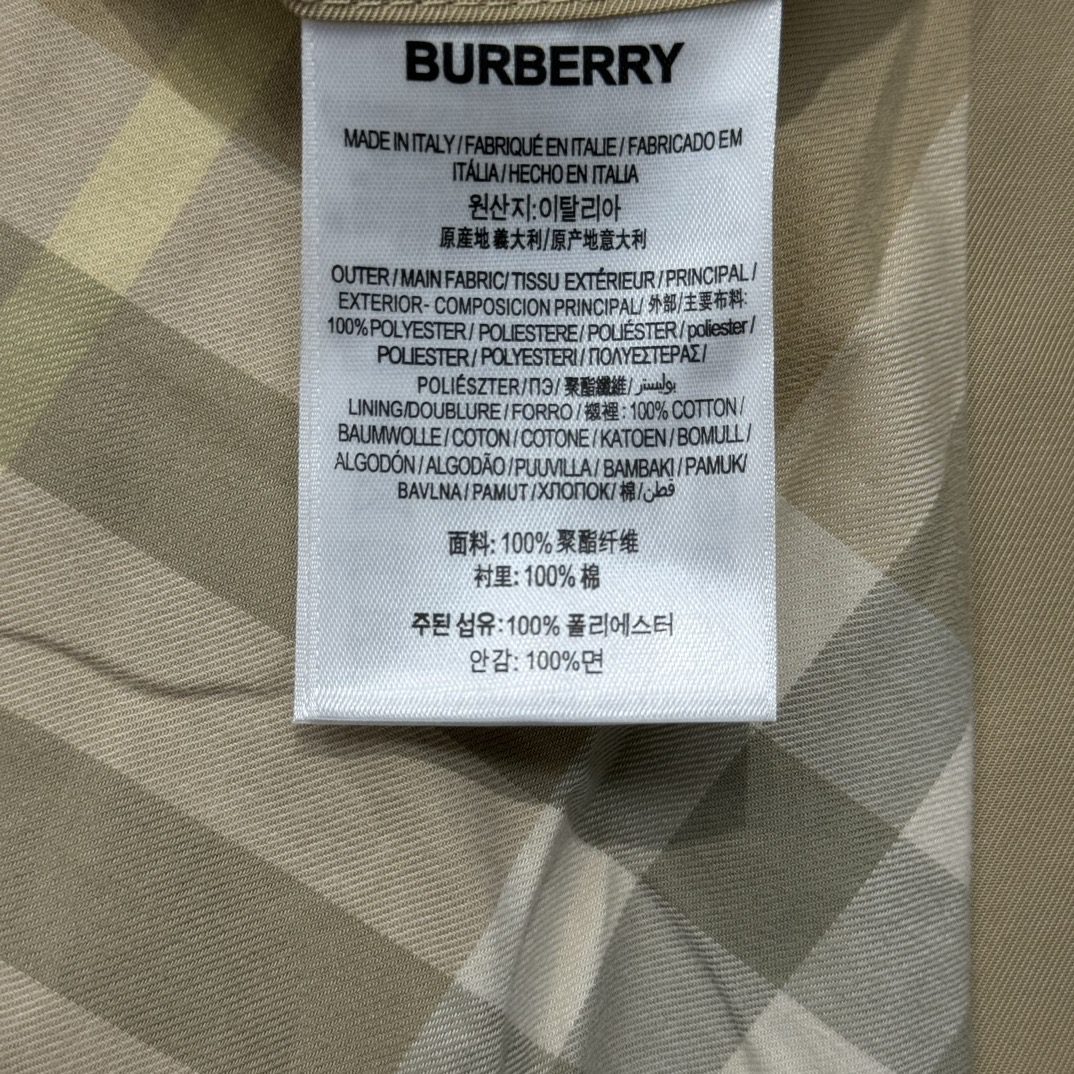 BURBERRY
MADE IN ITALY / FABRIQUÉ EN ITALIE / FABRICADO EM
ITÁLIA / HECHO EN ITALIA
원산지:이탈리아
原産地義大利/原产地意大利
OUTER / MAIN FABRIC/ TISSU EXTÉRIEUR / PRINCIPAL /
EXTERIOR- COMPOSICION PRINCIPAL/ 外部/主要布料:
100% POLYESTER / POLIESTERE / POLIÉSTER / poliester /
POLIESTER / POLYESTERI / ΠΟΛΥΕΣΤΕΡΑΣ /
POLIÉSZTER / ПЭ / 聚酯纖維/ بوليستر
LINING/DOUBLURE / FORRO / 襯裡: 100% COTTON /
BAUMWOLLE / COTON / COTONE / KATOEN / BOMULL /
ALGODÓN / ALGODÃO / PUUVILLA / BAMBAKI / PAMUK/
BAVLNA / PAMUT / ХЛОПОК/ 棉/ قطن
面料: 100% 聚酯纤维
衬里: 100% 棉
주된 섬유: 100% 폴리에스터
안감: 100%면